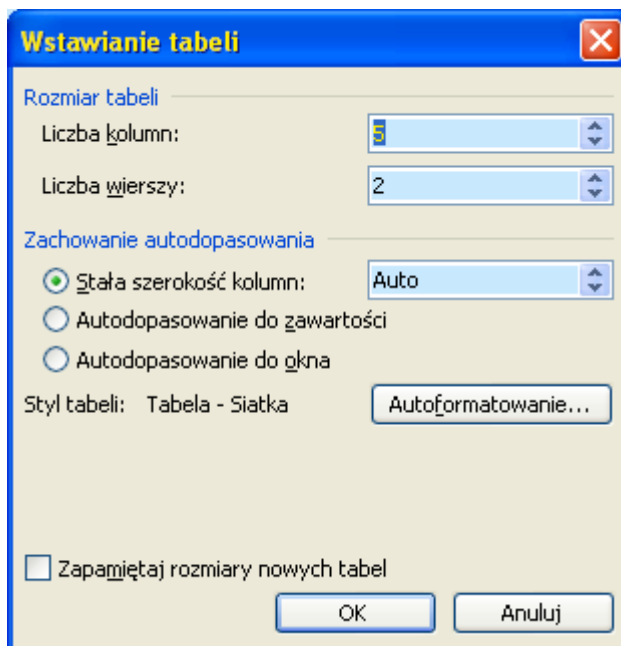 Wstawianie tabeli
Rozmiar tabeli
Liczba kolumn: 5
Liczba wierszy: 2
Zachowanie autodopasowania
Stała szerokość kolumn: Auto
Autodopasowanie do zawartości
Autodopasowanie do okna
Styl tabeli: Tabela - Siatka Autoformatowanie...
Zapamiętaj rozmiary nowych tabel
OK Anuluj